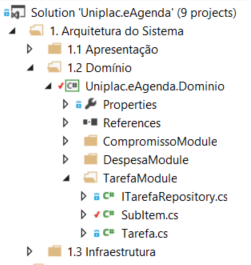 Solution 'Uniplac.eAgenda' (9 projects)
1. Arquitetura do Sistema
1.1 Apresentação
1.2 Domínio
C# Uniplac.eAgenda.Dominio
Properties
References
CompromissoModule
DespesaModule
TarefaModule
C# ITarefaRepository.cs
C# SubItem.cs
C# Tarefa.cs
1.3 Infraestrutura